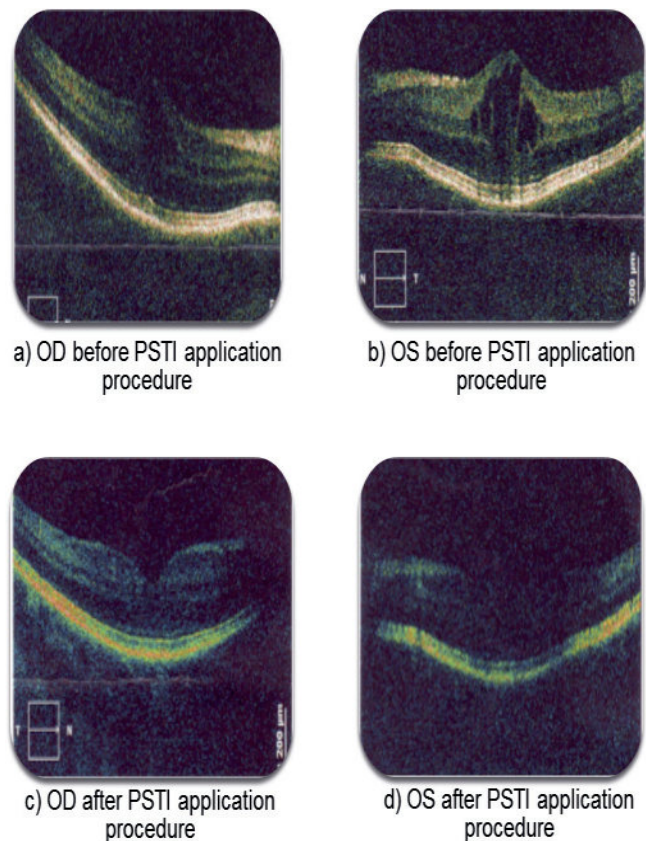 N T
200 µm
a) OD before PSTI application
procedure
b) OS before PSTI application
procedure
T N
200 µm
c) OD after PSTI application
procedure
d) OS after PSTI application
procedure